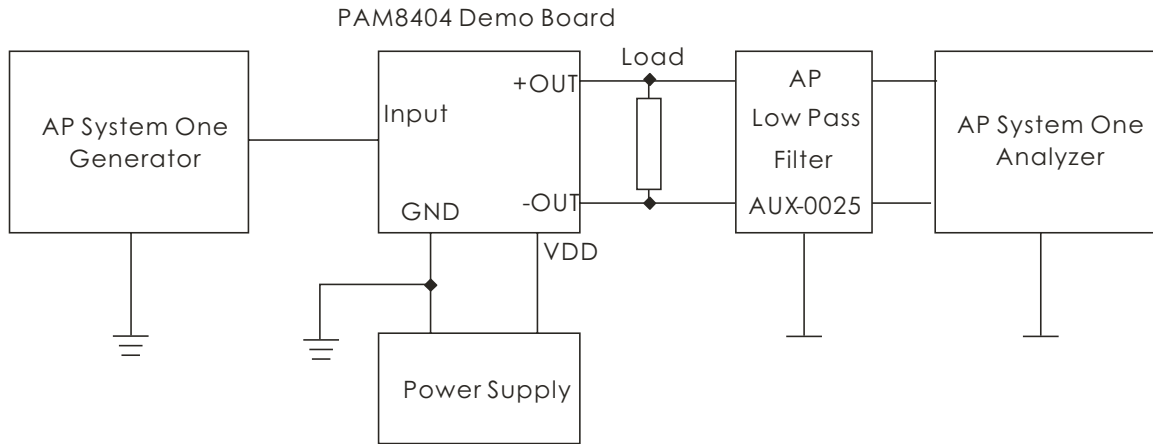 PAM8404 Demo Board
AP System One
Generator
Input
GND
+OUT
-OUT
VDD
Load
AP
Low Pass
Filter
AUX-0025
AP System One
Analyzer
Power Supply